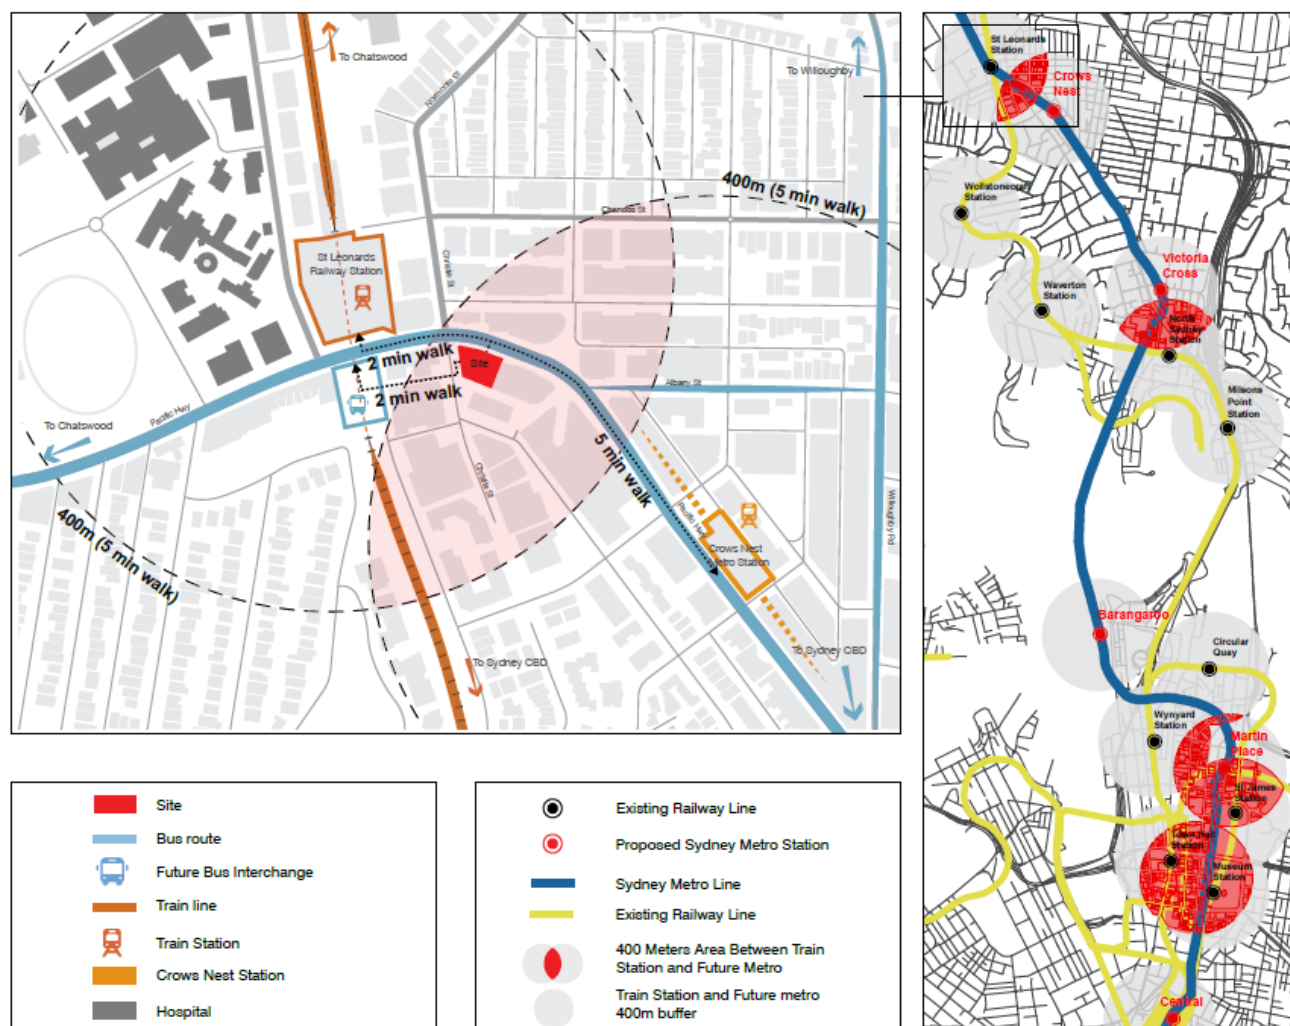 To Chatswood
Northcote St
To Willoughby
400m (5 min walk)
Chandos St
St Leonards
Railway Station
Christie St
2 min walk
Site
2 min walk
Albany St
To Chatswood
Pacific Hwy
5 min walk
Christie St
Pacific Hwy
Willoughby Rd
Crows Nest
Metro Station
400m (5 min walk)
To Sydney CBD
To Sydney CBD
St Leonards
Station
Crows
Nest
Wollstonecraft
Station
Victoria
Cross
Waverton
Station
North
Sydney
Station
Milsons
Point
Station
Barangaroo
Circular
Quay
Wynyard
Station
Martin
Place
St James
Station
Town Hall
Station
Museum
Station
Central
Site
Bus route
Future Bus Interchange
Train line
Train Station
Crows Nest Station
Hospital
Existing Railway Line
Proposed Sydney Metro Station
Sydney Metro Line
Existing Railway Line
400 Meters Area Between Train
Station and Future Metro
Train Station and Future metro
400m buffer